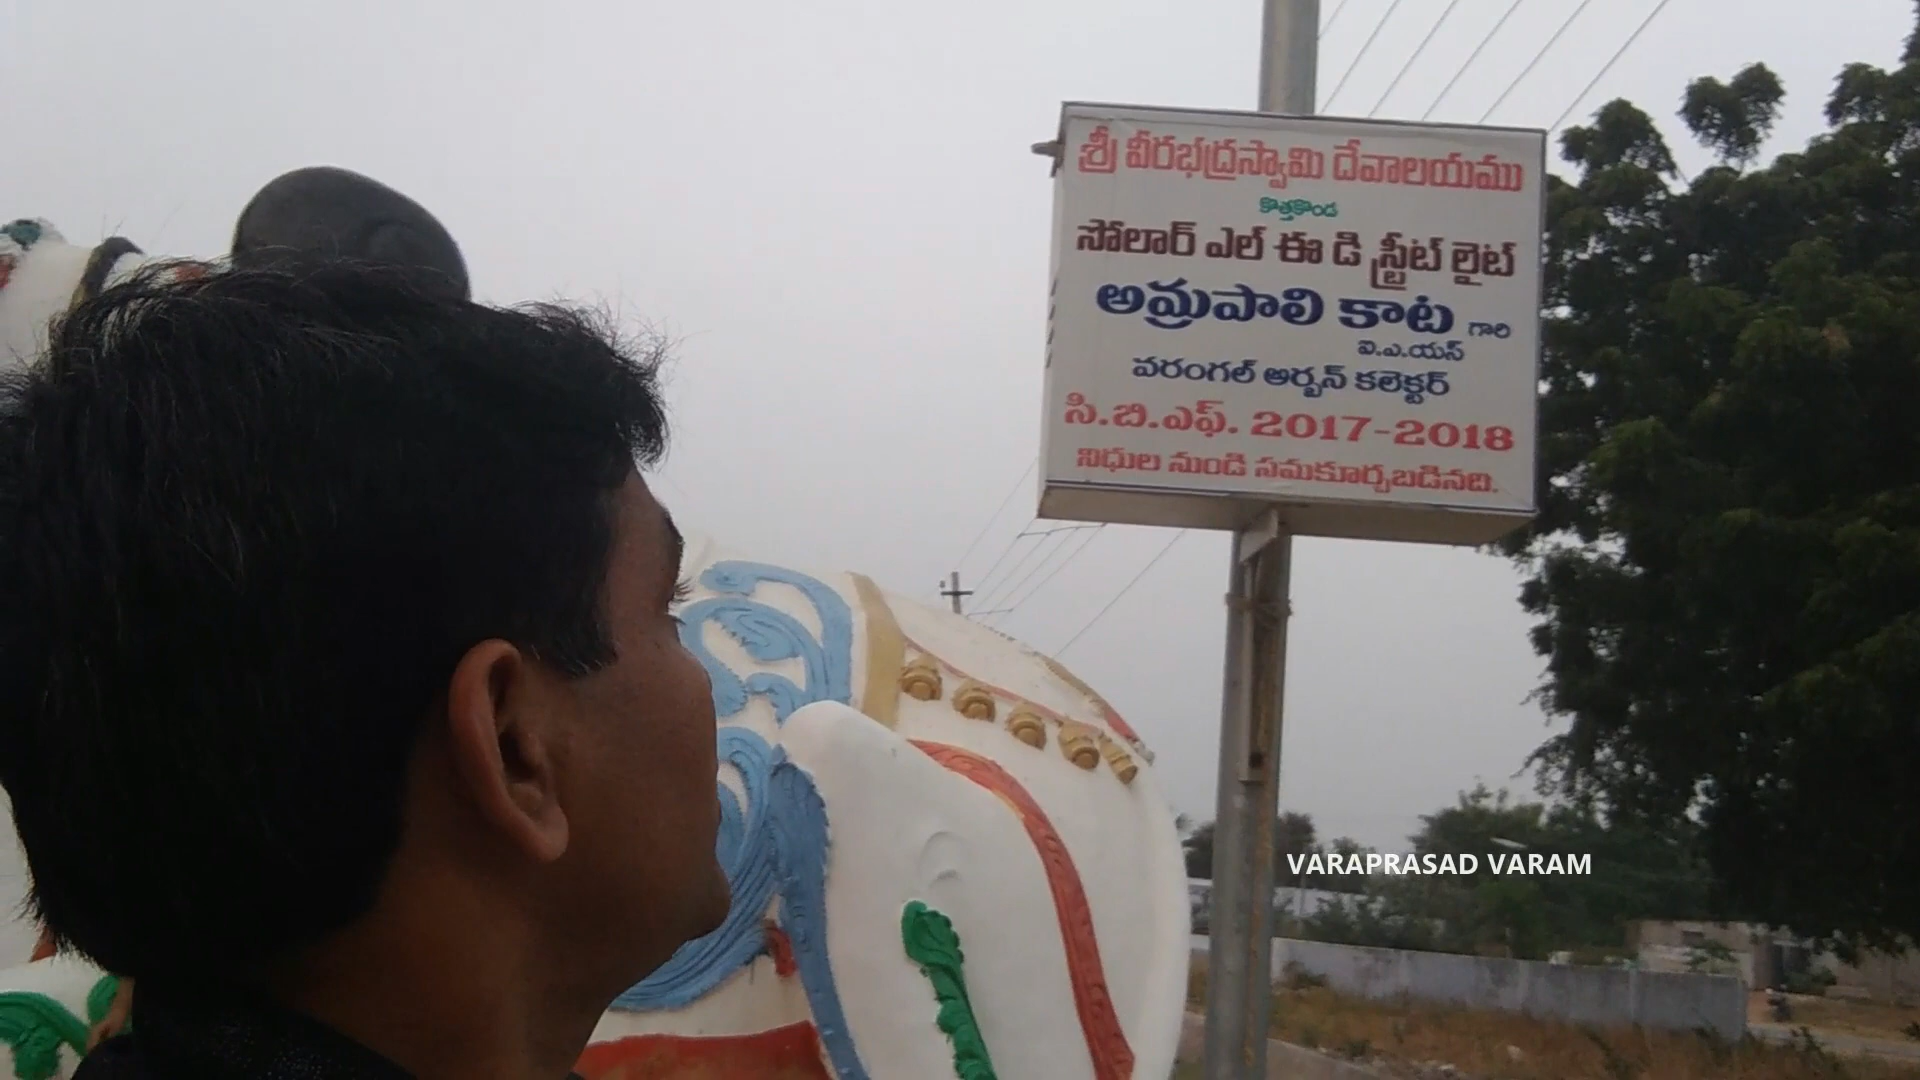 శ్రీ వీరభద్రస్వామి దేవాలయము
కొత్తకొండ
సోలార్ ఎల్ ఈ డి స్ట్రీట్ లైట్
అమ్రపాలి కాట గారి
ఐ.ఎ.యస్
వరంగల్ అర్బన్ కలెక్టర్
సి.బి.ఎఫ్. 2017-2018
నిధుల నుండి సమకూర్చబడినది.
VARAPRASAD VARAM